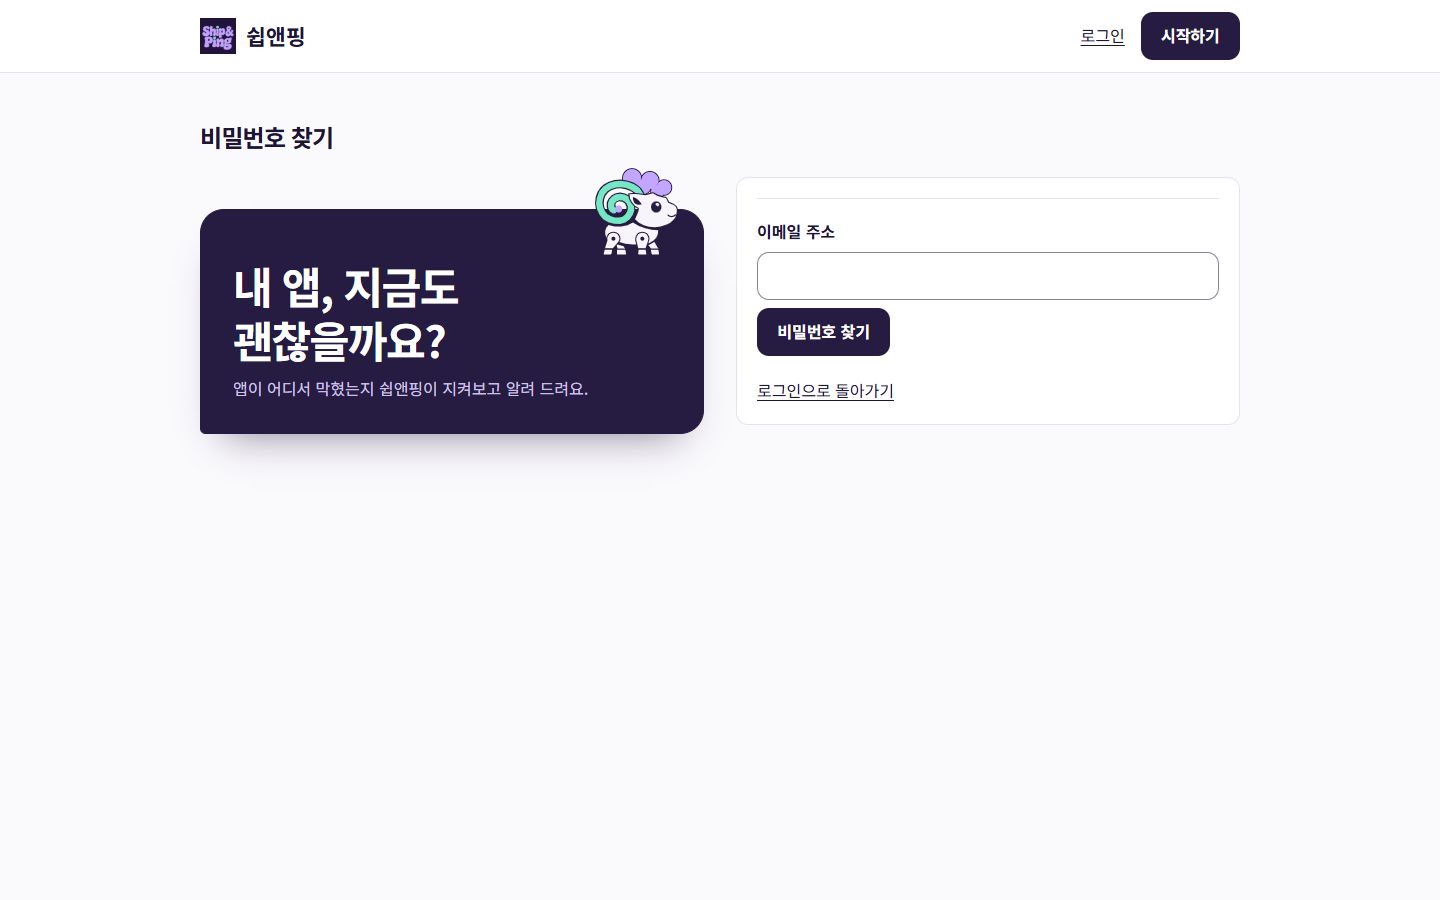 Ship&
Ping
쉽앤핑
로그인
시작하기
비밀번호 찾기
내 앱, 지금도
괜찮을까요?
앱이 어디서 막혔는지 쉽앤핑이 지켜보고 알려 드려요.
이메일 주소
비밀번호 찾기
로그인으로 돌아가기